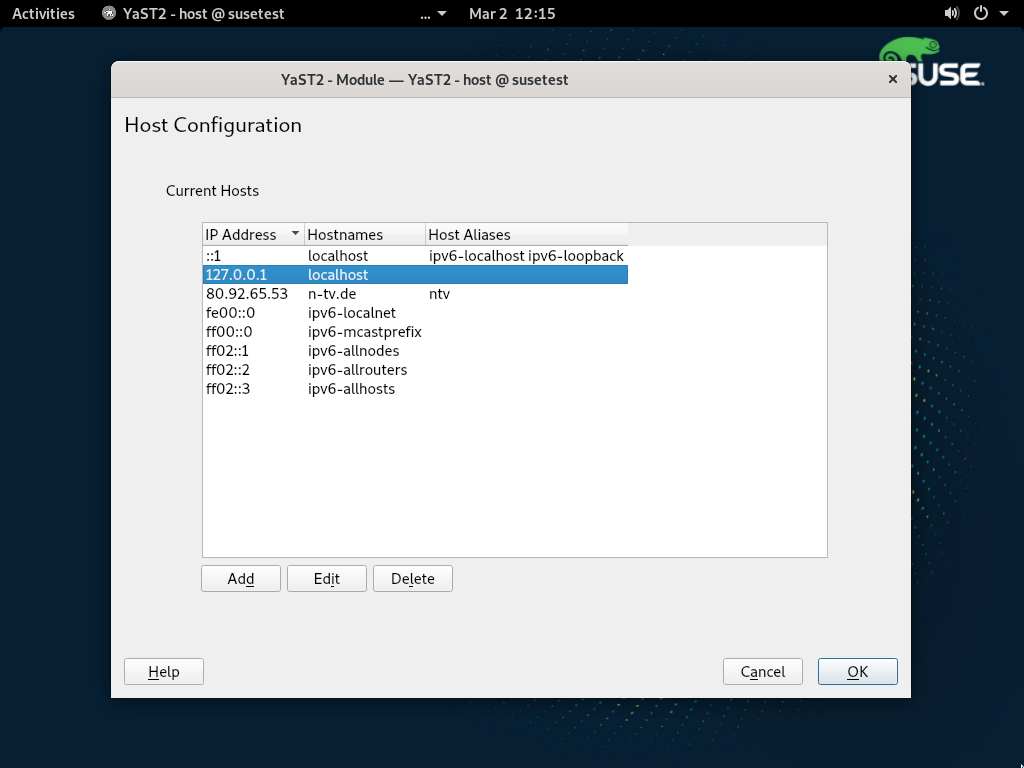 Activities YaST2 - host @ susetest ... Mar 2 12:15
SUSE
YaST2 - Module — YaST2 - host @ susetest ×
Host Configuration
Current Hosts
IP Address Hostnames Host Aliases
::1 localhost ipv6-localhost ipv6-loopback
127.0.0.1 localhost
80.92.65.53 n-tv.de ntv
fe00::0 ipv6-localnet
ff00::0 ipv6-mcastprefix
ff02::1 ipv6-allnodes
ff02::2 ipv6-allrouters
ff02::3 ipv6-allhosts
Add Edit Delete
Help Cancel OK